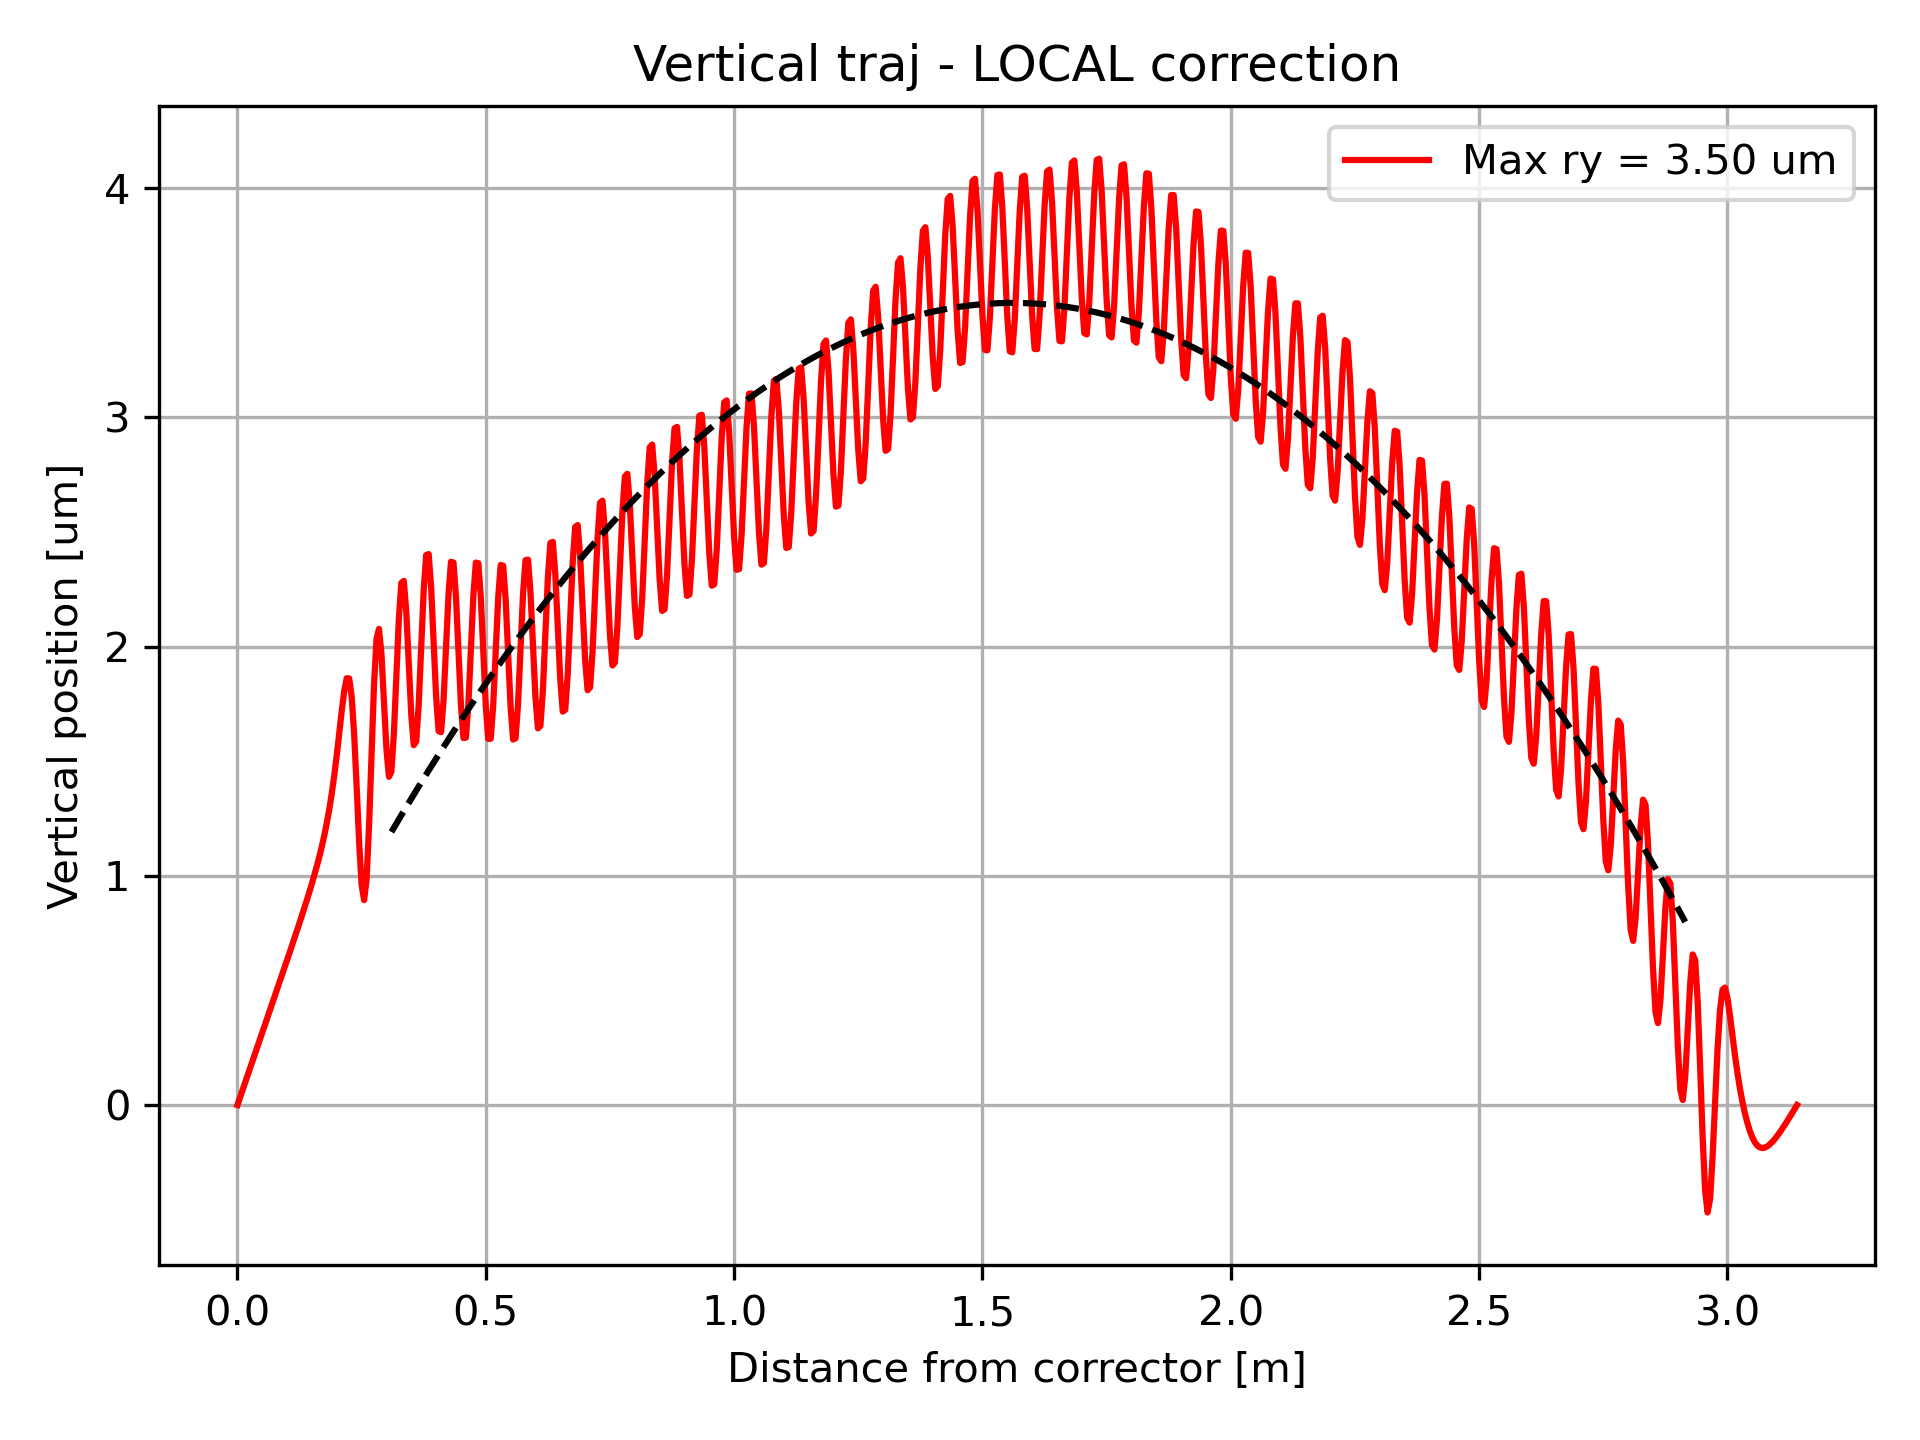 Vertical traj - LOCAL correction
Max ry = 3.50 um
Vertical position [um]
4
3
2
1
0
0.0 0.5 1.0 1.5 2.0 2.5 3.0
Distance from corrector [m]